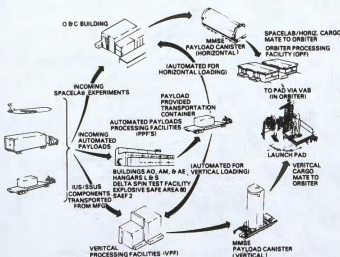 O & C BUILDING
MMSE
PAYLOAD CANISTER
(HORIZONTAL)
SPACELAB/HORIZ. CARGO
MATE TO ORBITER
ORBITER PROCESSING
FACILITY (OPF)
(AUTOMATED FOR
HORIZONTAL LOADING)
INCOMING
SPACELAB EXPERIMENTS
PAYLOAD
PROVIDED
TRANSPORTATION
CONTAINER
TO PAD VIA VAB
(IN ORBITER)
AUTOMATED PAYLOADS
PROCESSING FACILITIES
(PPF'S)
INCOMING
AUTOMATED
PAYLOADS
LAUNCH PAD
BUILDINGS AO, AM, & AE
HANGARS L & S
DELTA SPIN TEST FACILITY
EXPLOSIVE SAFE AREA 60
SAEF 2
(AUTOMATED FOR
VERTICAL LOADING)
VERITCAL
CARGO
MATE TO
ORBITER
IUS/SSUS
COMPONENTS
TRANSPORTED
FROM MFG
VERITCAL
PROCESSING FACILITIES (VPF)
MMSE
PAYLOAD CANISTER
(VERTICAL)